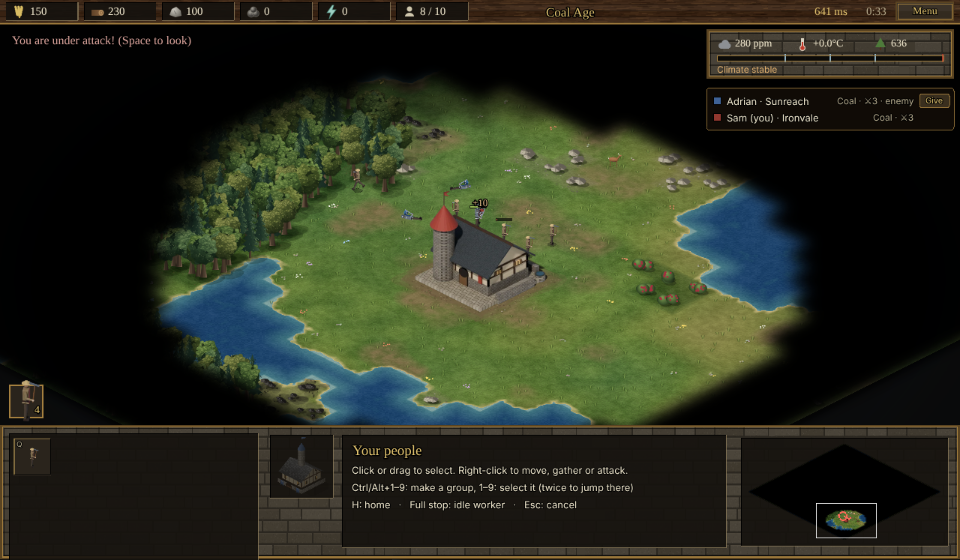 150
230
100
0
0
8 / 10
Coal Age
641 ms
0:33
Menu
You are under attack! (Space to look)
280 ppm
+0.0°C
636
Climate stable
Adrian · Sunreach
Coal · ⚔3 · enemy
Give
Sam (you) · Ironvale
Coal · ⚔3
+10
4
Q
Your people
Click or drag to select. Right-click to move, gather or attack.
Ctrl/Alt+1–9: make a group, 1–9: select it (twice to jump there)
H: home · Full stop: idle worker · Esc: cancel